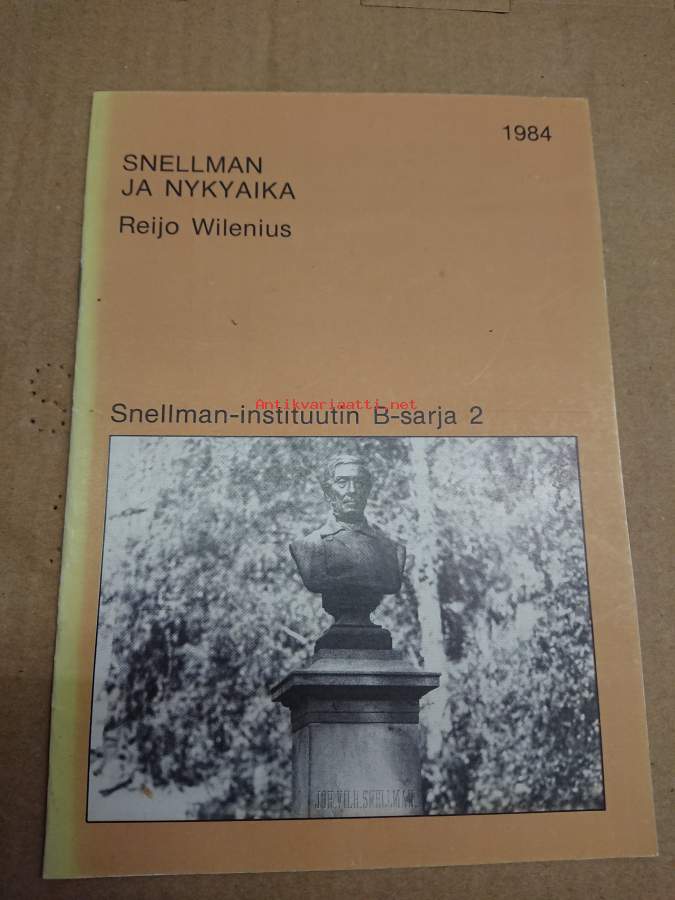 1984
SNELLMAN
JA NYKYAIKA
Reijo Wilenius
Antikvariaatti.net
Snellman-instituutin B-sarja 2
JOH.VILH.SNELLMAN